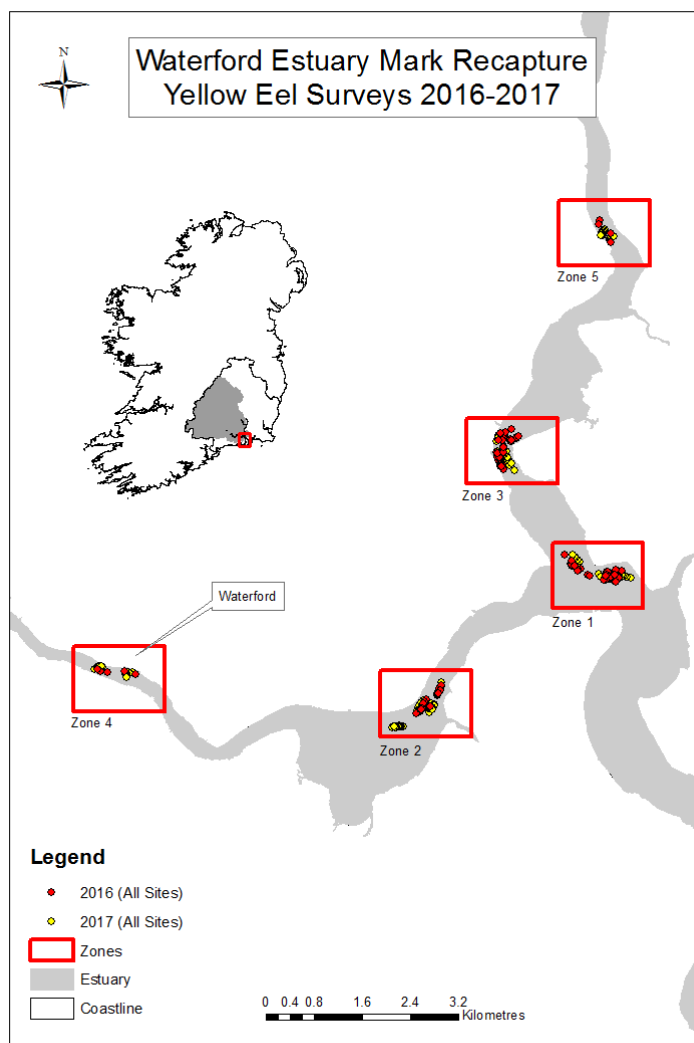 Waterford Estuary Mark Recapture
Yellow Eel Surveys 2016-2017
N
Zone 5
Zone 3
Zone 1
Waterford
Zone 4
Zone 2
Legend
2016 (All Sites)
2017 (All Sites)
Zones
Estuary
Coastline
0 0.4 0.8 1.6 2.4 3.2
Kilometres